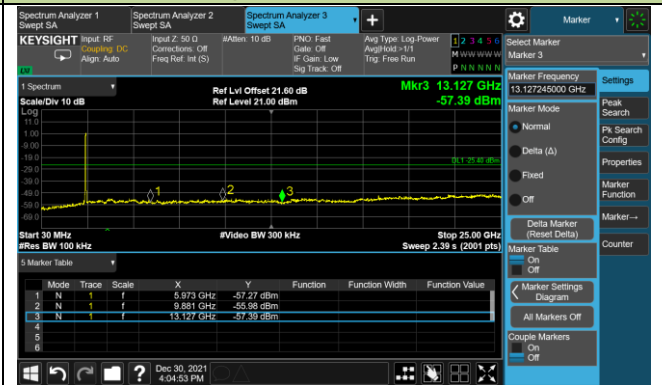 Spectrum Analyzer 1 Spectrum Analyzer 2 Spectrum Analyzer 3 Marker
Swept SA Swept SA Swept SA
KEYSIGHT Input: RF Input Z: 50 Ω #Atten: 10 dB PNO: Fast Avg Type: Log-Power 1 2 3 4 5 6
Coupling: DC Corrections: Off Gate: Off Avg|Hold:>1/1 M W W W W W
Align: Auto Freq Ref: Int (S) IF Gain: Low Trig: Free Run
Sig Track: Off P N N N N N
Select Marker
Marker 3
1 Spectrum Ref Lvl Offset 21.60 dB Mkr3 13.127 GHz
Scale/Div 10 dB Ref Level 21.00 dBm -57.39 dBm
Log
11.0
1.00
-9.00
-19.0
-29.0
-39.0
-49.0
-59.0
-69.0
DL1 -25.40 dBm
1
2
3
Start 30 MHz #Video BW 300 kHz Stop 25.00 GHz
#Res BW 100 kHz Sweep 2.39 s (2001 pts)
5 Marker Table
Mode Trace Scale X Y Function Function Width Function Value
1 N 1 f 5.973 GHz -57.27 dBm
2 N 1 f 9.881 GHz -55.98 dBm
3 N 1 f 13.127 GHz -57.39 dBm
4
5
6
Marker Frequency
13.127245000 GHz
Marker Mode
Normal
Delta (Δ)
Fixed
Off
Delta Marker
(Reset Delta)
Marker Table
On
Off
Marker Settings
Diagram
All Markers Off
Couple Markers
On
Off
Settings
Peak
Search
Pk Search
Config
Properties
Marker
Function
Marker→
Counter
? Dec 30, 2021
4:04:53 PM